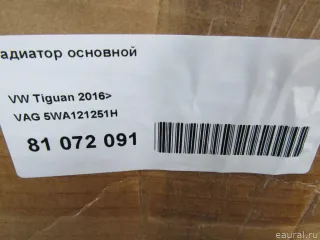 адиатор основной
VW Tiguan 2016>
VAG 5WA121251H
81 072 091
eaural.ru